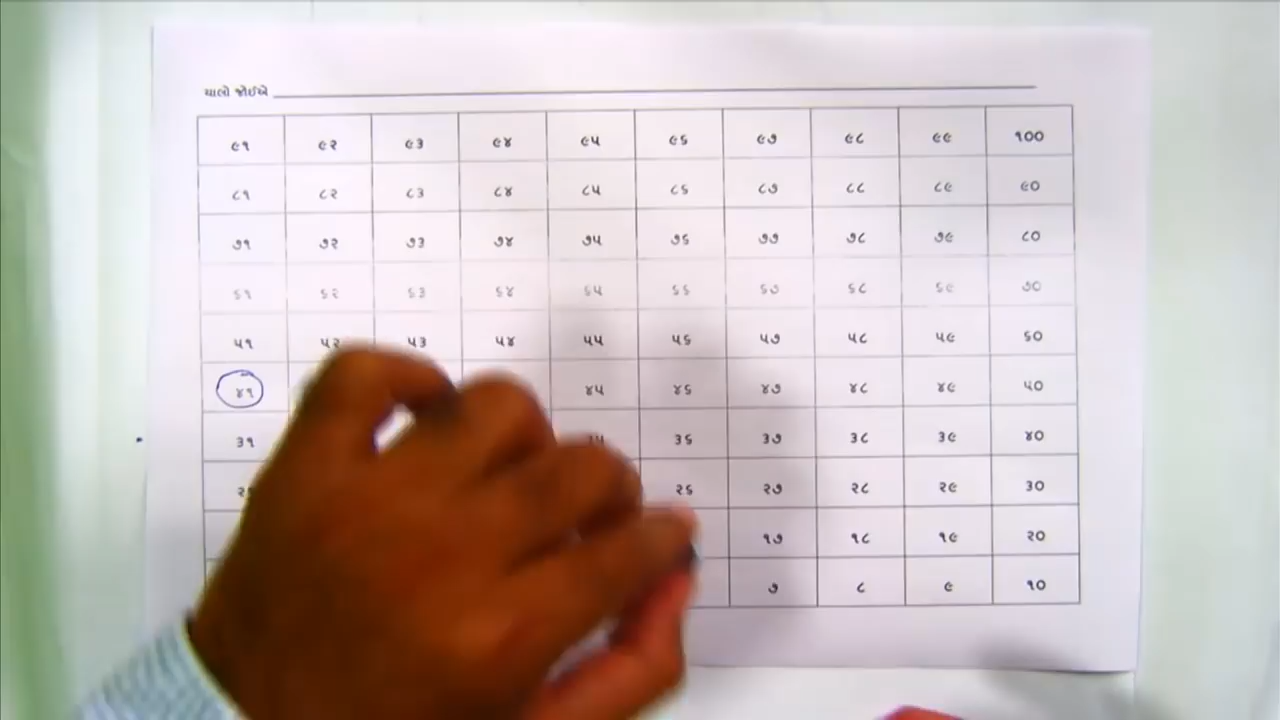 ચાલો જોઈએ
૯૧ ૯૨ ૯૩ ૯૪ ૯૫ ૯૬ ૯૭ ૯૮ ૯૯ ૧૦૦
૮૧ ૮૨ ૮૩ ૮૪ ૮૫ ૮૬ ૮૭ ૮૮ ૮૯ ૯૦
૭૧ ૭૨ ૭૩ ૭૪ ૭૫ ૭૬ ૭૭ ૭૮ ૭૯ ૮૦
૬૧ ૬૨ ૬૩ ૬૪ ૬૫ ૬૬ ૬૭ ૬૮ ૬૯ ૭૦
૫૧ ૫૨ ૫૩ ૫૪ ૫૫ ૫૬ ૫૭ ૫૮ ૫૯ ૬૦
૪૧ ૪૫ ૪૬ ૪૭ ૪૮ ૪૯ ૫૦
૩૧ ૩૬ ૩૭ ૩૮ ૩૯ ૪૦
૨૬ ૨૭ ૨૮ ૨૯ ૩૦
૧૭ ૧૮ ૧૯ ૨૦
૭ ૮ ૯ ૧૦